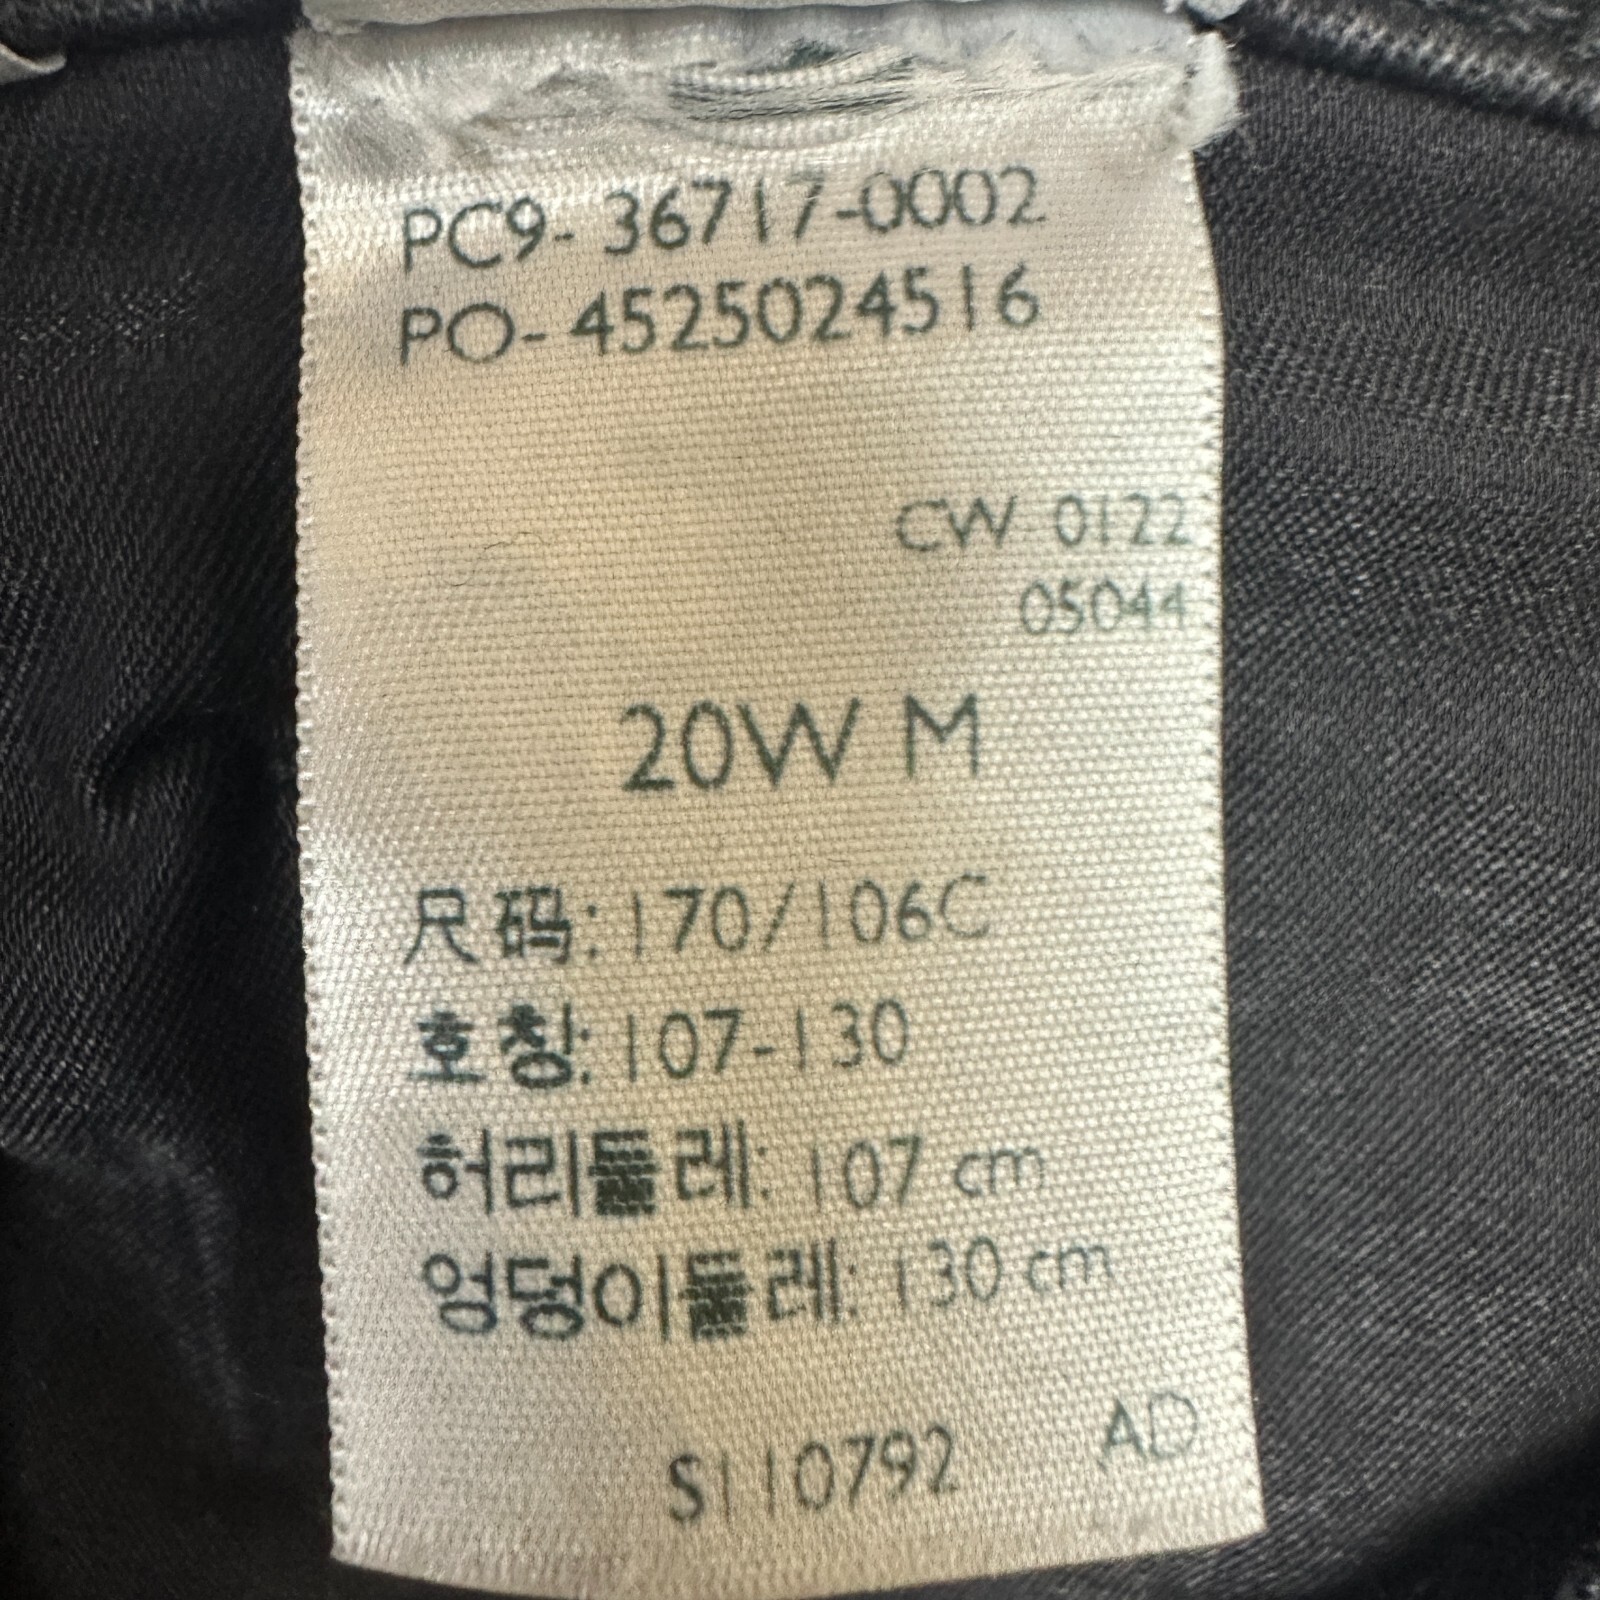 PC9- 36717-0002
PO- 4525024516
CW 0122
05044
20W M
尺码: 170/106C
호칭: 107-130
허리둘레: 107 cm
엉덩이둘레: 130 cm
AD
S110792